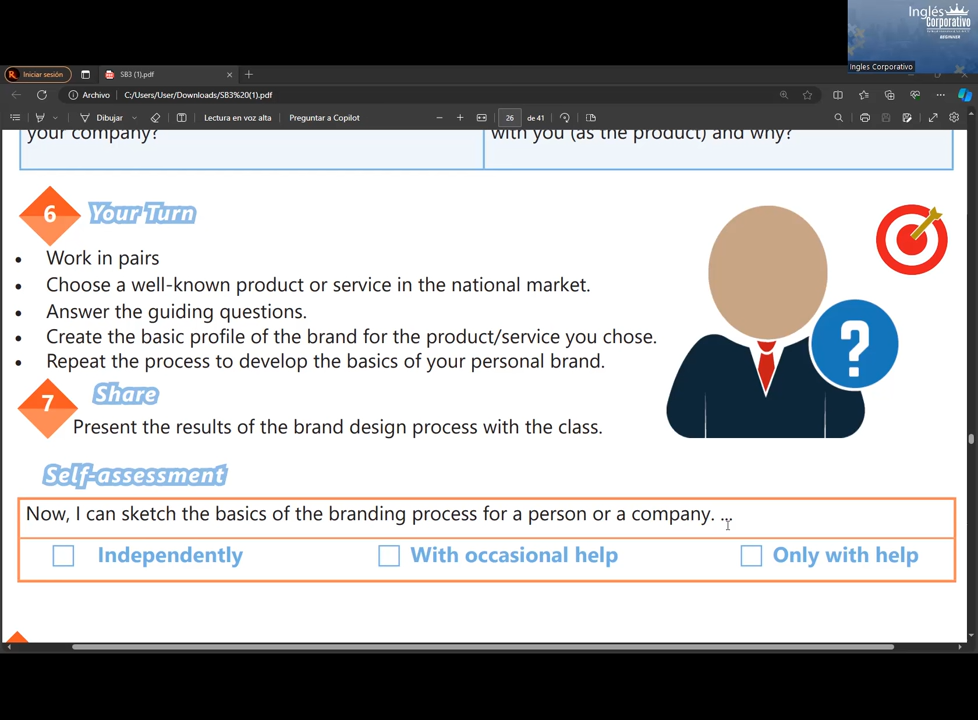 Inglés
Corporativo
BEGINNER
Ingles Corporativo
Iniciar sesión
SB3 (1).pdf
Archivo
C:/Users/User/Downloads/SB3%20(1).pdf
Dibujar
Lectura en voz alta
Preguntar a Copilot
26
de 41
your company?
with you (as the product) and why?
6
Your Turn
• Work in pairs
• Choose a well-known product or service in the national market.
• Answer the guiding questions.
• Create the basic profile of the brand for the product/service you chose.
• Repeat the process to develop the basics of your personal brand.
?
7
Share
Present the results of the brand design process with the class.
Self-assessment
Now, I can sketch the basics of the branding process for a person or a company. ...
Independently
With occasional help
Only with help